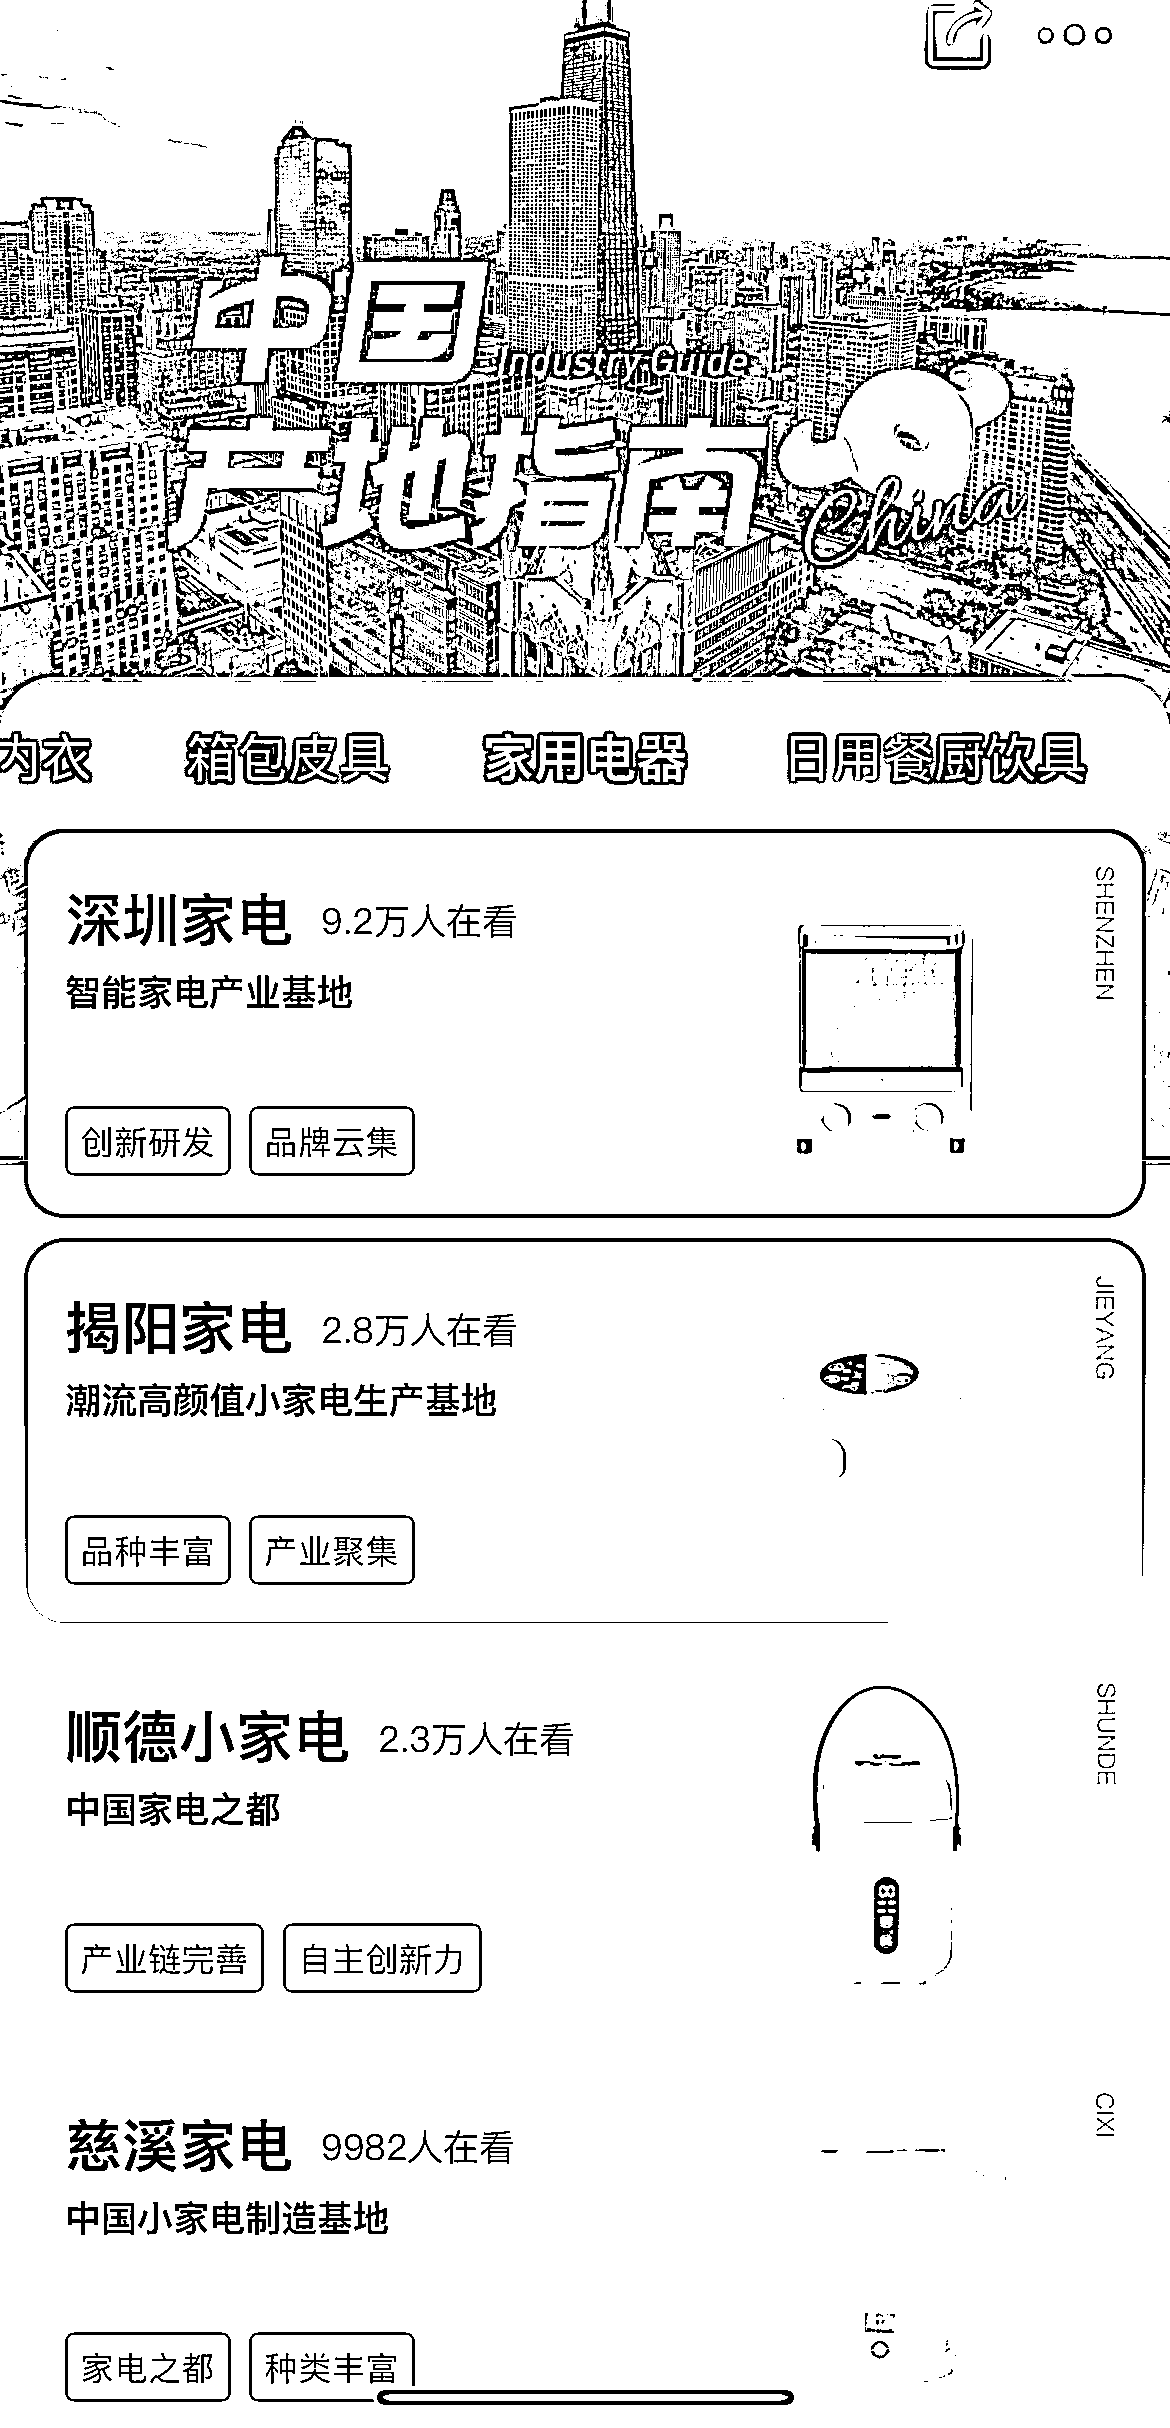 中国
Industry Guide
产地指南
China
内衣 箱包皮具 家用电器 日用餐厨饮具
深圳家电 9.2万人在看
SHENZHEN
智能家电产业基地
创新研发 品牌云集
揭阳家电 2.8万人在看
JIEYANG
潮流高颜值小家电生产基地
品种丰富 产业聚集
顺德小家电 2.3万人在看
SHUNDE
中国家电之都
产业链完善 自主创新力
慈溪家电 9982人在看
CIXI
中国小家电制造基地
家电之都 种类丰富